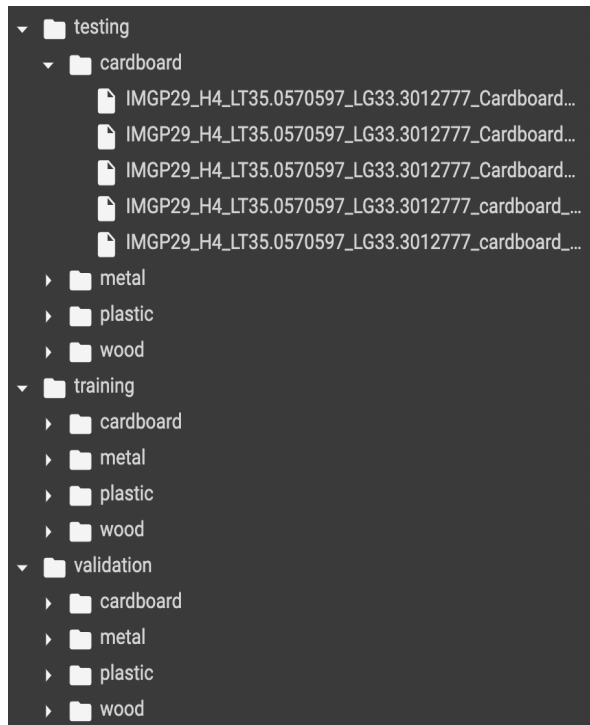 testing
cardboard
IMGP29_H4_LT35.0570597_LG33.3012777_Cardboard...
IMGP29_H4_LT35.0570597_LG33.3012777_Cardboard...
IMGP29_H4_LT35.0570597_LG33.3012777_Cardboard...
IMGP29_H4_LT35.0570597_LG33.3012777_cardboard_...
IMGP29_H4_LT35.0570597_LG33.3012777_cardboard_...
metal
plastic
wood
training
cardboard
metal
plastic
wood
validation
cardboard
metal
plastic
wood